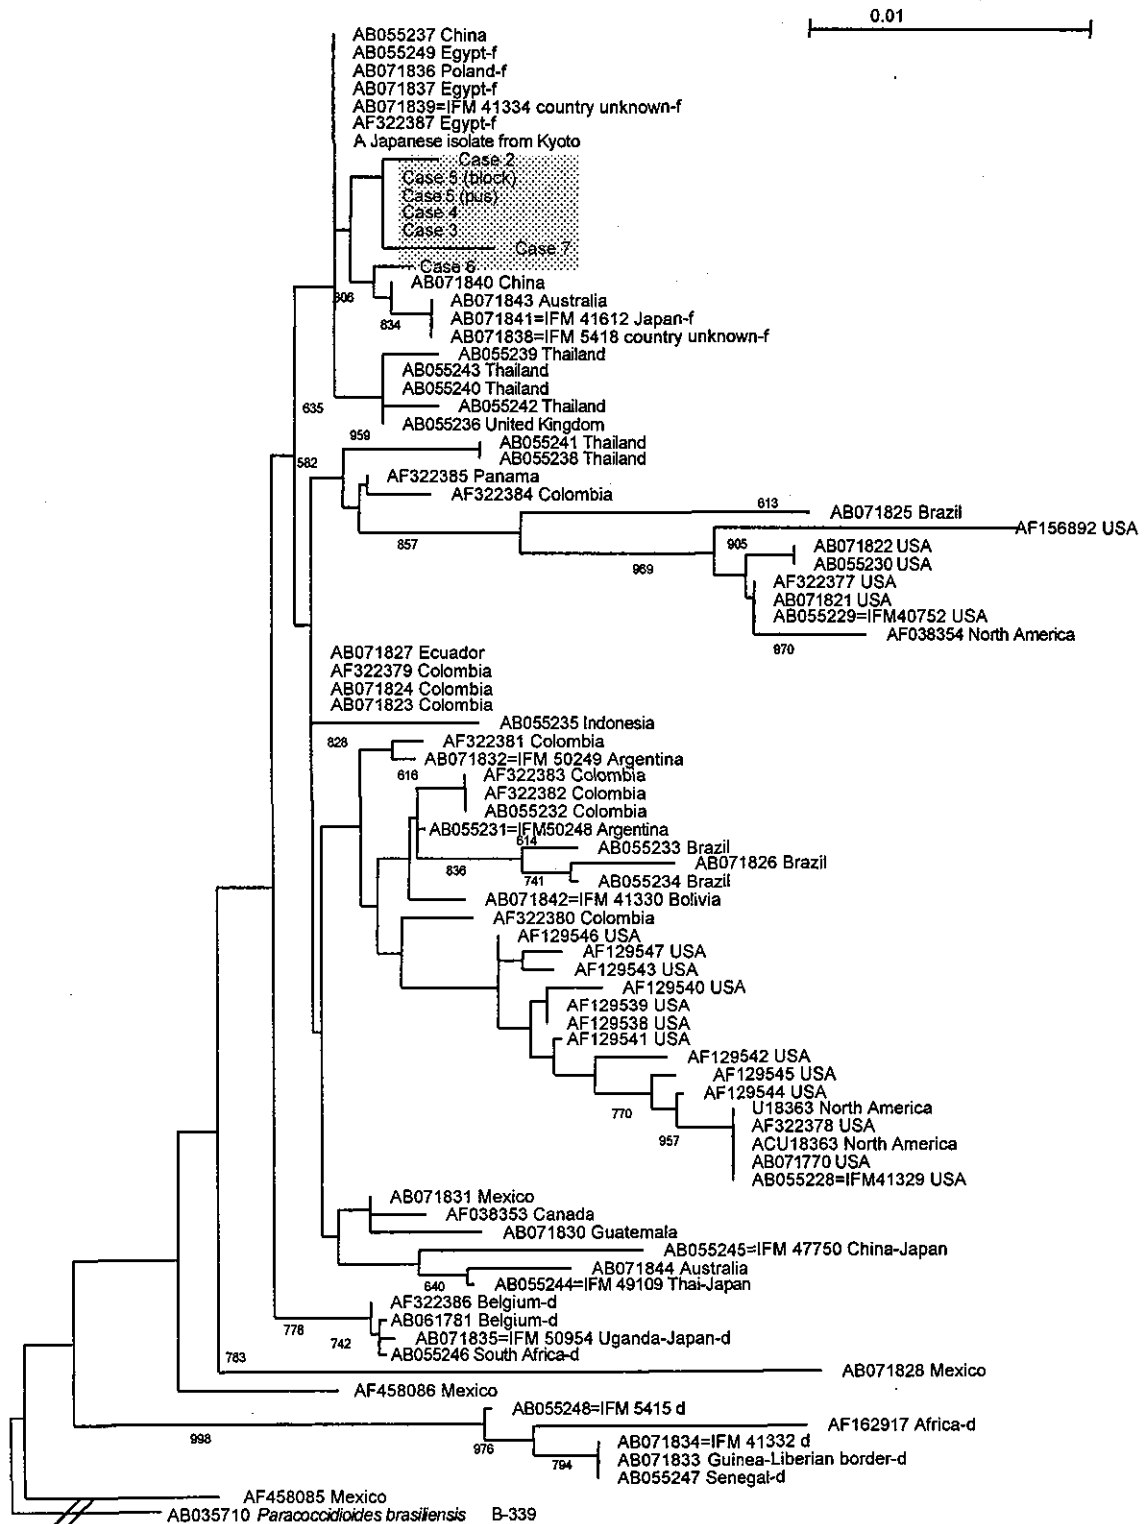 0.01
AB055237 China
AB055249 Egypt-f
AB071836 Poland-f
AB071837 Egypt-f
AB071839=IFM 41334 country unknown-f
AF322387 Egypt-f
A Japanese isolate from Kyoto
Case 2
Case 5 (block)
Case 5 (pus)
Case 4
Case 3
Case 7
Case 6
AB071840 China
606
AB071843 Australia
AB071841=IFM 41612 Japan-f
834
AB071838=IFM 5418 country unknown-f
AB055239 Thailand
AB055243 Thailand
AB055240 Thailand
635
AB055242 Thailand
AB055236 United Kingdom
959
AB055241 Thailand
582
AB055238 Thailand
AF322385 Panama
AF322384 Colombia
613
AB071825 Brazil
AF156892 USA
857
905
AB071822 USA
AB055230 USA
969
AF322377 USA
AB071821 USA
AB055229=IFM40752 USA
AF038354 North America
970
AB071827 Ecuador
AF322379 Colombia
AB071824 Colombia
AB071823 Colombia
AB055235 Indonesia
828
AF322381 Colombia
AB071832=IFM 50249 Argentina
616
AF322383 Colombia
AF322382 Colombia
AB055232 Colombia
AB055231=IFM50248 Argentina
614
AB055233 Brazil
836
AB071826 Brazil
741
AB055234 Brazil
AB071842=IFM 41330 Bolivia
AF322380 Colombia
AF129546 USA
AF129547 USA
AF129543 USA
AF129540 USA
AF129539 USA
AF129538 USA
AF129541 USA
AF129542 USA
AF129545 USA
AF129544 USA
770
U18363 North America
AF322378 USA
957
ACU18363 North America
AB071770 USA
AB055228=IFM41329 USA
AB071831 Mexico
AF038353 Canada
AB071830 Guatemala
AB055245=IFM 47750 China-Japan
AB071844 Australia
640
AB055244=IFM 49109 Thai-Japan
AF322386 Belgium-d
778
AB061781 Belgium-d
742
AB071835=IFM 50954 Uganda-Japan-d
AB055246 South Africa-d
783
AB071828 Mexico
AF458086 Mexico
AB055248=IFM 5415 d
AF162917 Africa-d
998
976
AB071834=IFM 41332 d
794
AB071833 Guinea-Liberian border-d
AB055247 Senegal-d
AF458085 Mexico
AB035710 Paracoccidioides brasiliensis B-339